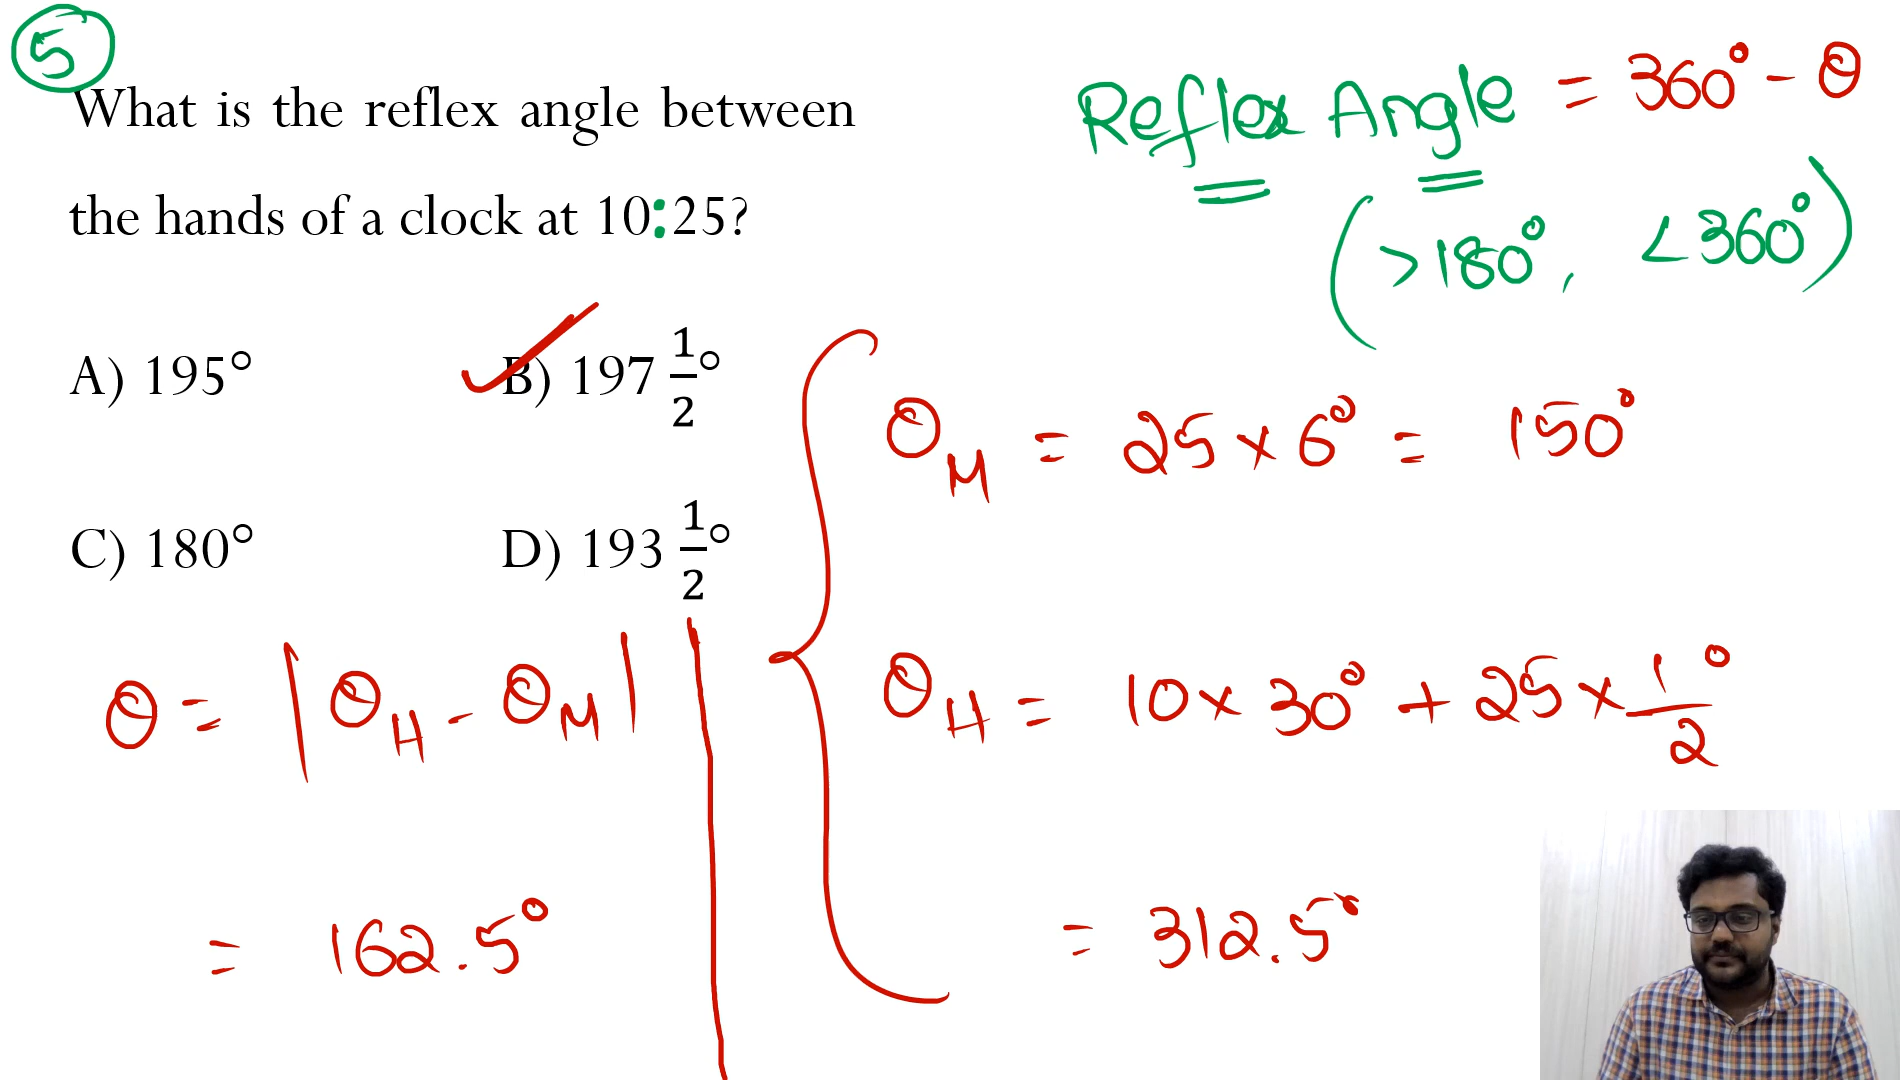 5
What is the reflex angle between
the hands of a clock at 10:25?
A) 195° B) 197 1/2°
C) 180° D) 193 1/2°
Reflex Angle = 360° - θ
(>180°, <360°)
θM = 25 × 6° = 150°
θH = 10 × 30° + 25 × 1/2°
= 312.5°
θ = |θH - θM|
= 162.5°